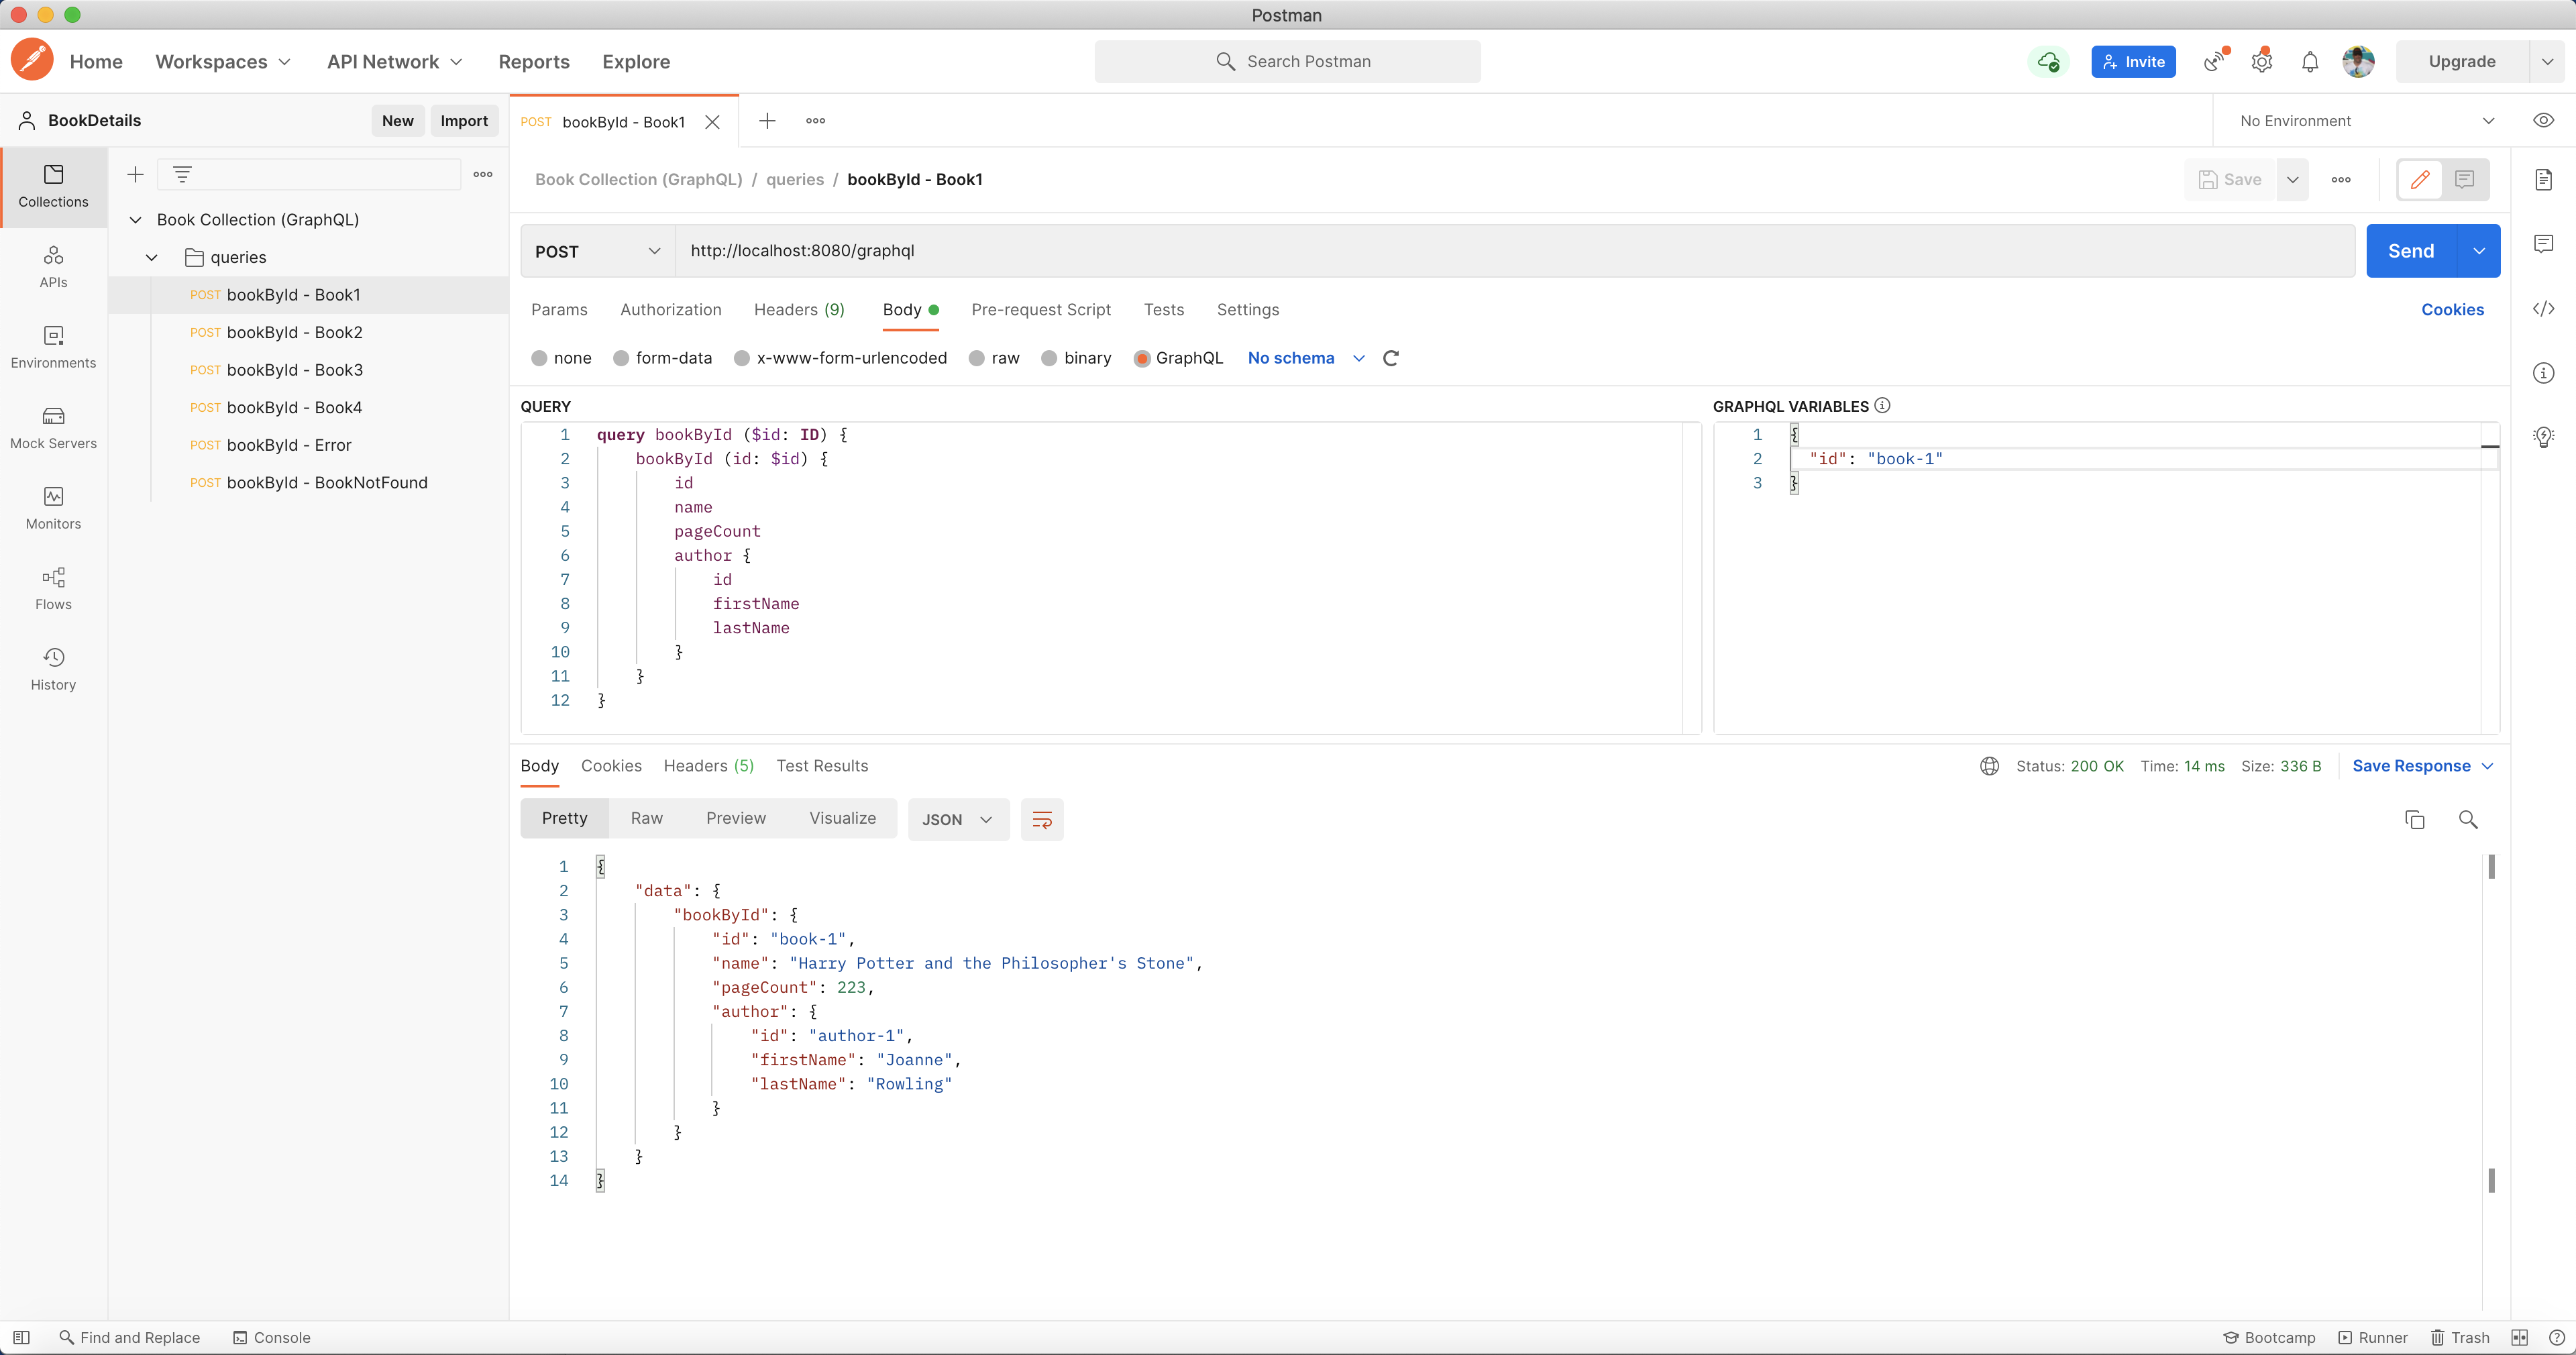 Postman
Home Workspaces API Network Reports Explore Search Postman Invite Upgrade
BookDetails New Import POST bookById - Book1 No Environment
Collections
APIs
Environments
Mock Servers
Monitors
Flows
History
Book Collection (GraphQL)
queries
POST bookById - Book1
POST bookById - Book2
POST bookById - Book3
POST bookById - Book4
POST bookById - Error
POST bookById - BookNotFound
Book Collection (GraphQL) / queries / bookById - Book1 Save
POST http://localhost:8080/graphql Send
Params Authorization Headers (9) Body Pre-request Script Tests Settings Cookies
none form-data x-www-form-urlencoded raw binary GraphQL No schema
QUERY
1 query bookById ($id: ID) {
2 bookById (id: $id) {
3 id
4 name
5 pageCount
6 author {
7 id
8 firstName
9 lastName
10 }
11 }
12 }
GRAPHQL VARIABLES
1 {
2 "id": "book-1"
3 }
Body Cookies Headers (5) Test Results Status: 200 OK Time: 14 ms Size: 336 B Save Response
Pretty Raw Preview Visualize JSON
1 {
2 "data": {
3 "bookById": {
4 "id": "book-1",
5 "name": "Harry Potter and the Philosopher's Stone",
6 "pageCount": 223,
7 "author": {
8 "id": "author-1",
9 "firstName": "Joanne",
10 "lastName": "Rowling"
11 }
12 }
13 }
14 }
Find and Replace Console Bootcamp Runner Trash